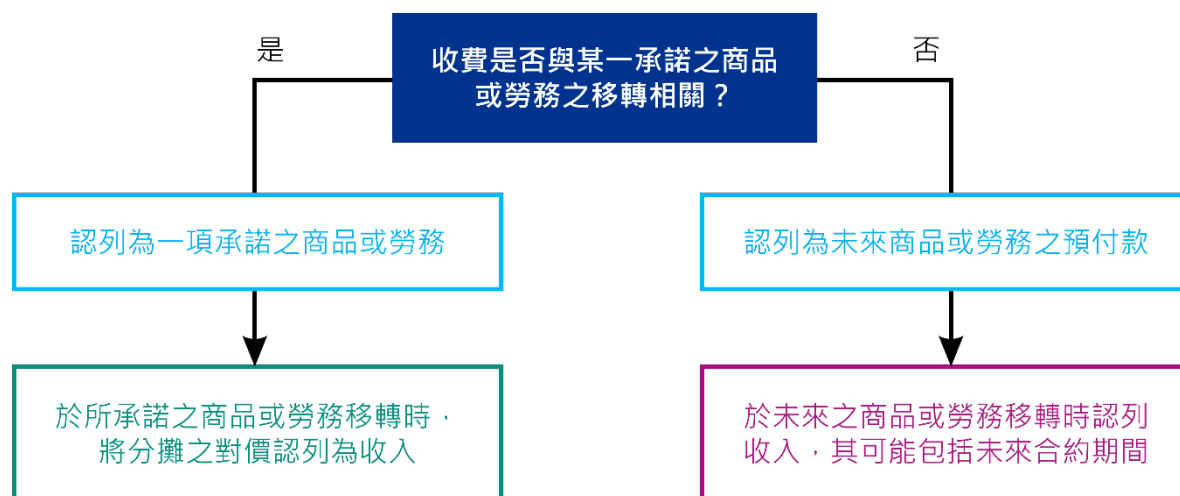 是
收費是否與某一承諾之商品
或勞務之移轉相關？
否
認列為一項承諾之商品或勞務
認列為未來商品或勞務之預付款
於所承諾之商品或勞務移轉時，
將分攤之對價認列為收入
於未來之商品或勞務移轉時認列
收入，其可能包括未來合約期間